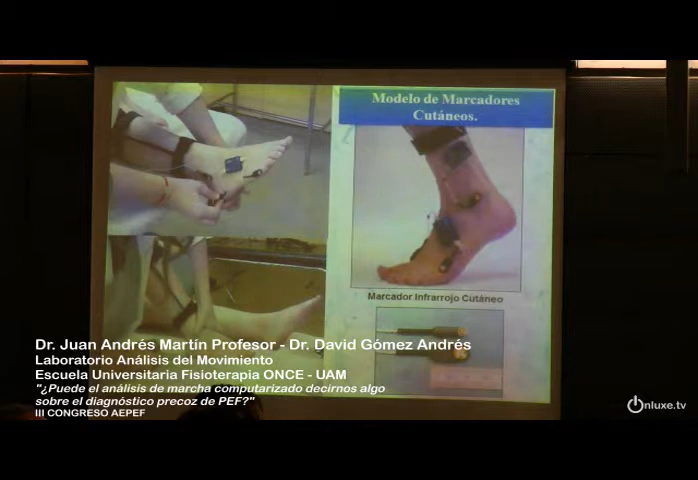 Modelo de Marcadores
Cutáneos.
Marcador Infrarrojo Cutáneo
Dr. Juan Andrés Martín Profesor - Dr. David Gómez Andrés
Laboratorio Análisis del Movimiento
Escuela Universitaria Fisioterapia ONCE - UAM
"¿Puede el análisis de marcha computarizado decirnos algo
sobre el diagnóstico precoz de PEF?"
III CONGRESO AEPEF
Onluxe.tv